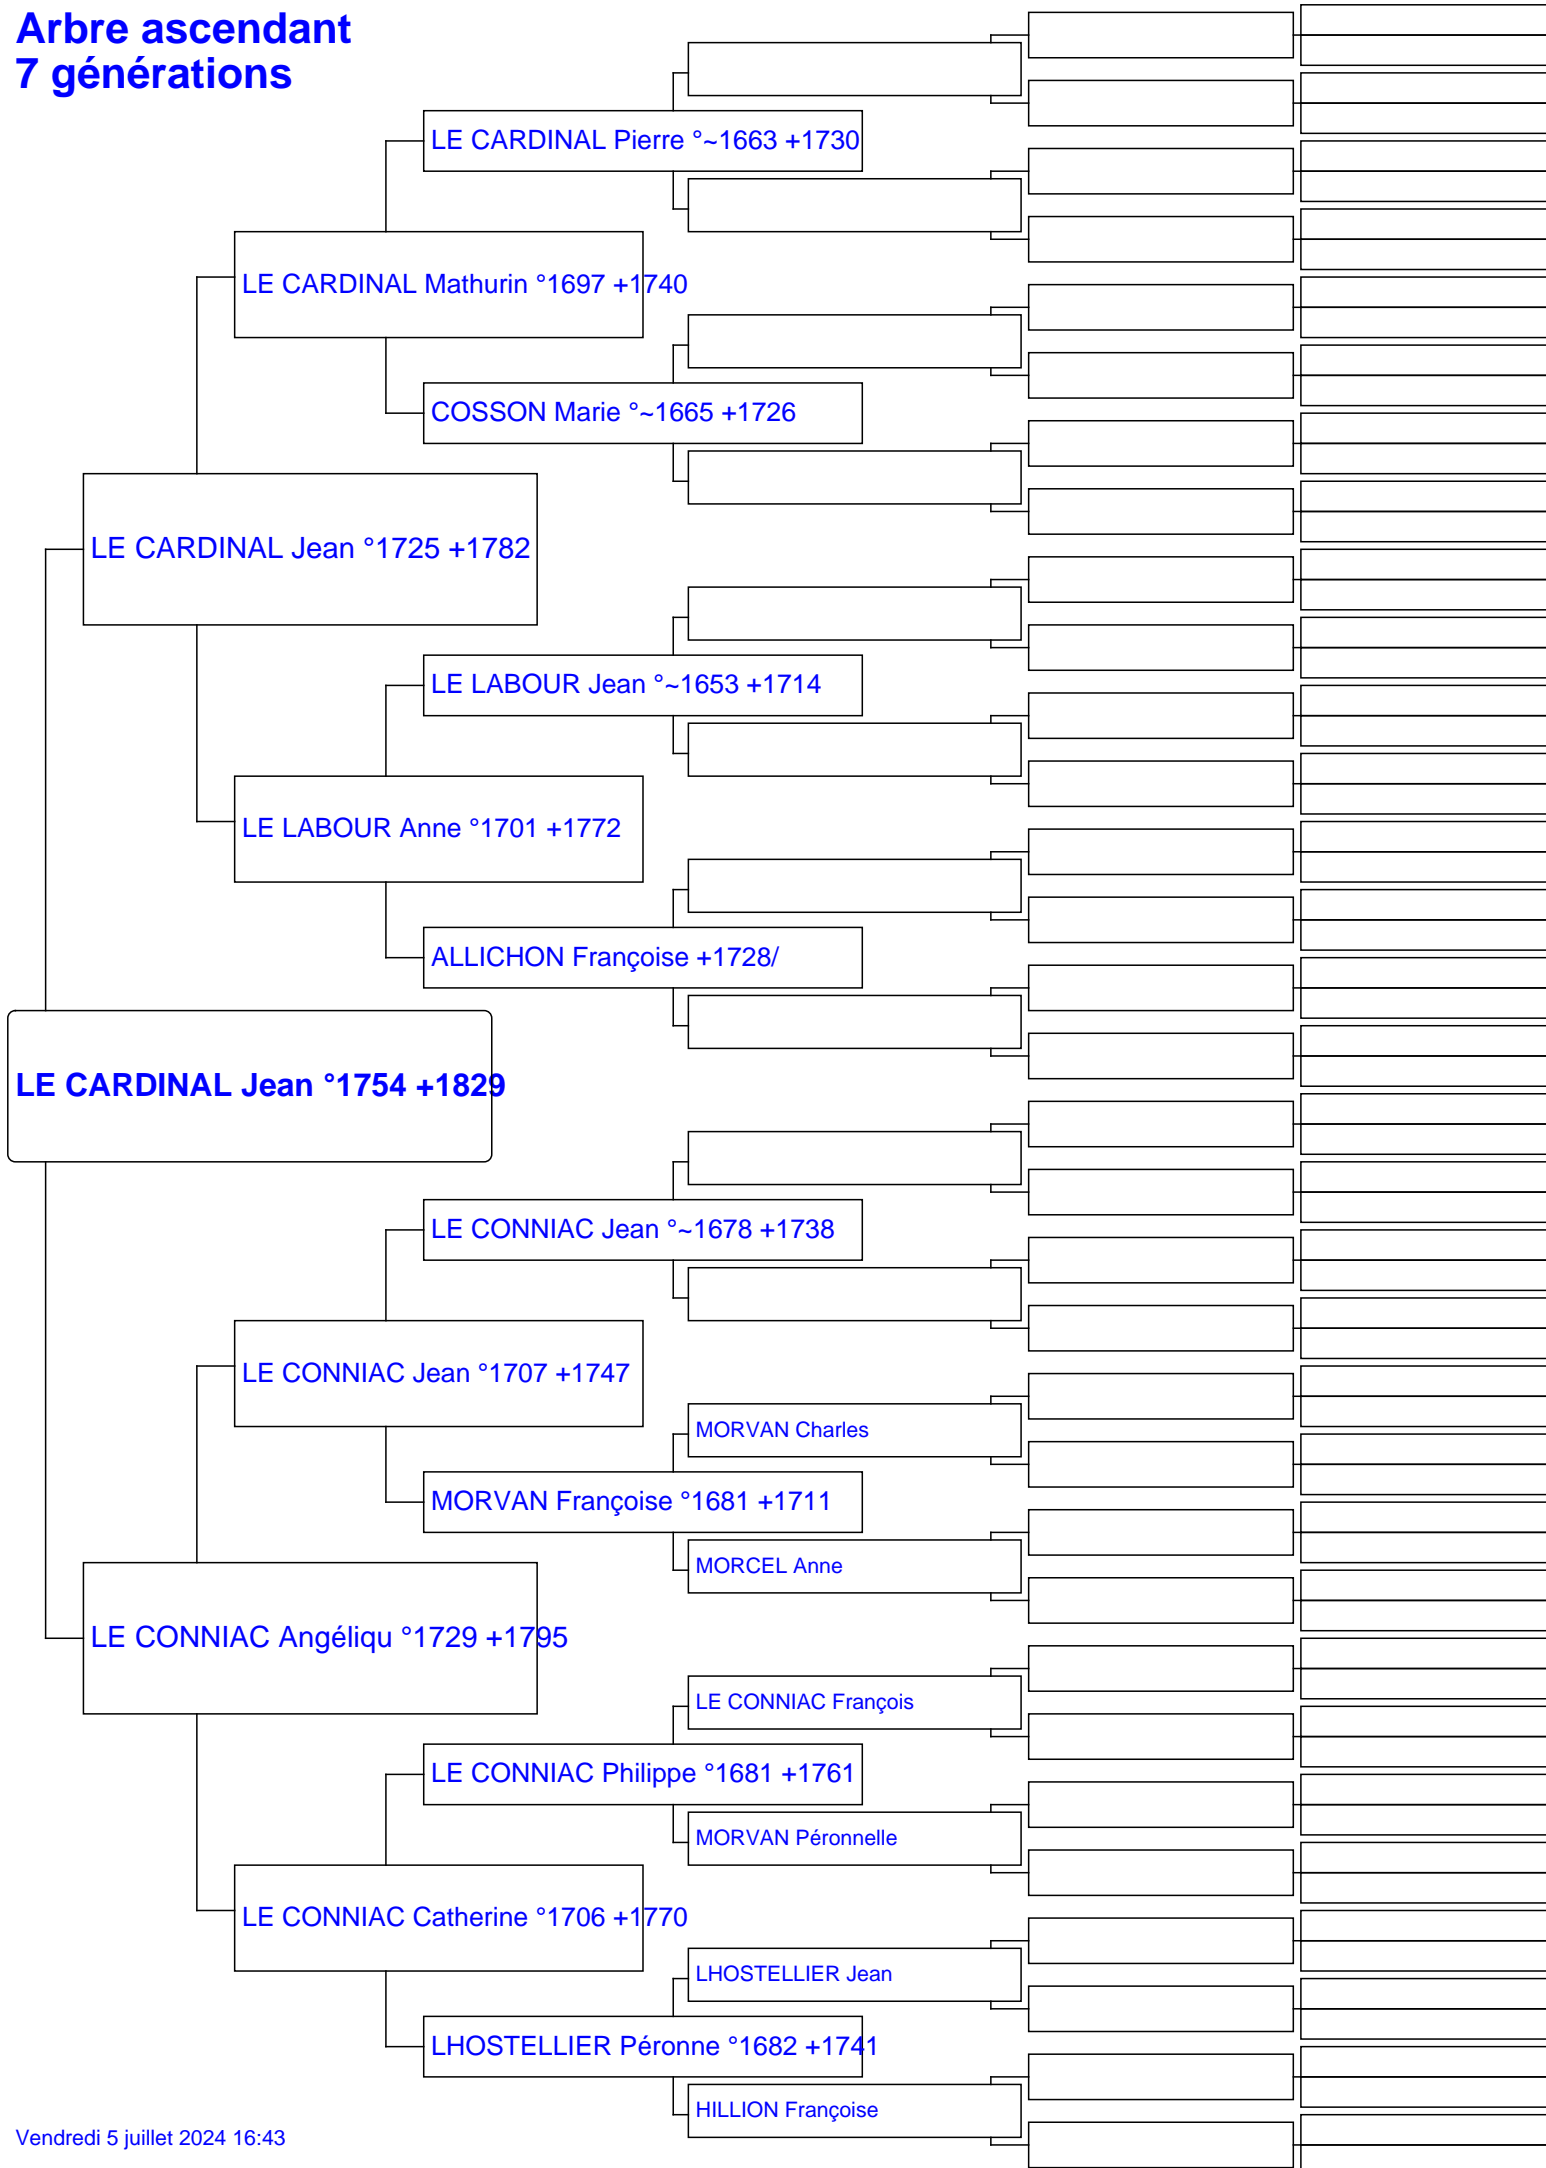 Arbre ascendant
7 générations
LE CARDINAL Pierre °~1663 +1730
LE CARDINAL Mathurin °1697 +1740
COSSON Marie °~1665 +1726
LE CARDINAL Jean °1725 +1782
LE LABOUR Jean °~1653 +1714
LE LABOUR Anne °1701 +1772
ALLICHON Françoise +1728/
LE CARDINAL Jean °1754 +1829
LE CONNIAC Jean °~1678 +1738
LE CONNIAC Jean °1707 +1747
MORVAN Charles
MORVAN Françoise °1681 +1711
MORCEL Anne
LE CONNIAC Angéliqu °1729 +1795
LE CONNIAC François
LE CONNIAC Philippe °1681 +1761
MORVAN Péronnelle
LE CONNIAC Catherine °1706 +1770
LHOSTELLIER Jean
LHOSTELLIER Péronne °1682 +1741
HILLION Françoise
Vendredi 5 juillet 2024 16:43